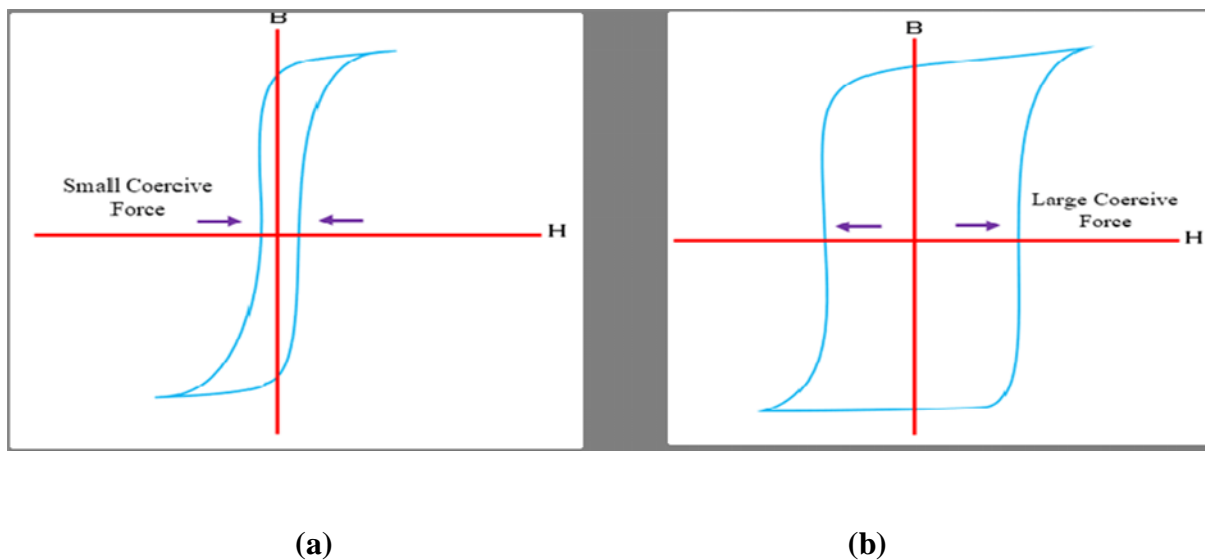 B
Small Coercive
Force
H
B
Large Coercive
Force
H
(a)
(b)